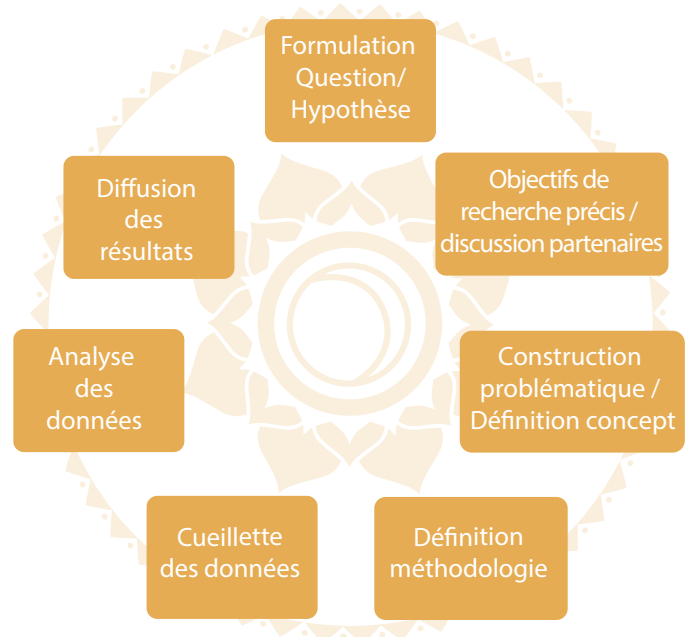 Formulation
Question/
Hypothèse
Objectifs de
recherche précis /
discussion partenaires
Construction
problématique /
Définition concept
Définition
méthodologie
Cueillette
des données
Analyse
des
données
Diffusion
des
résultats